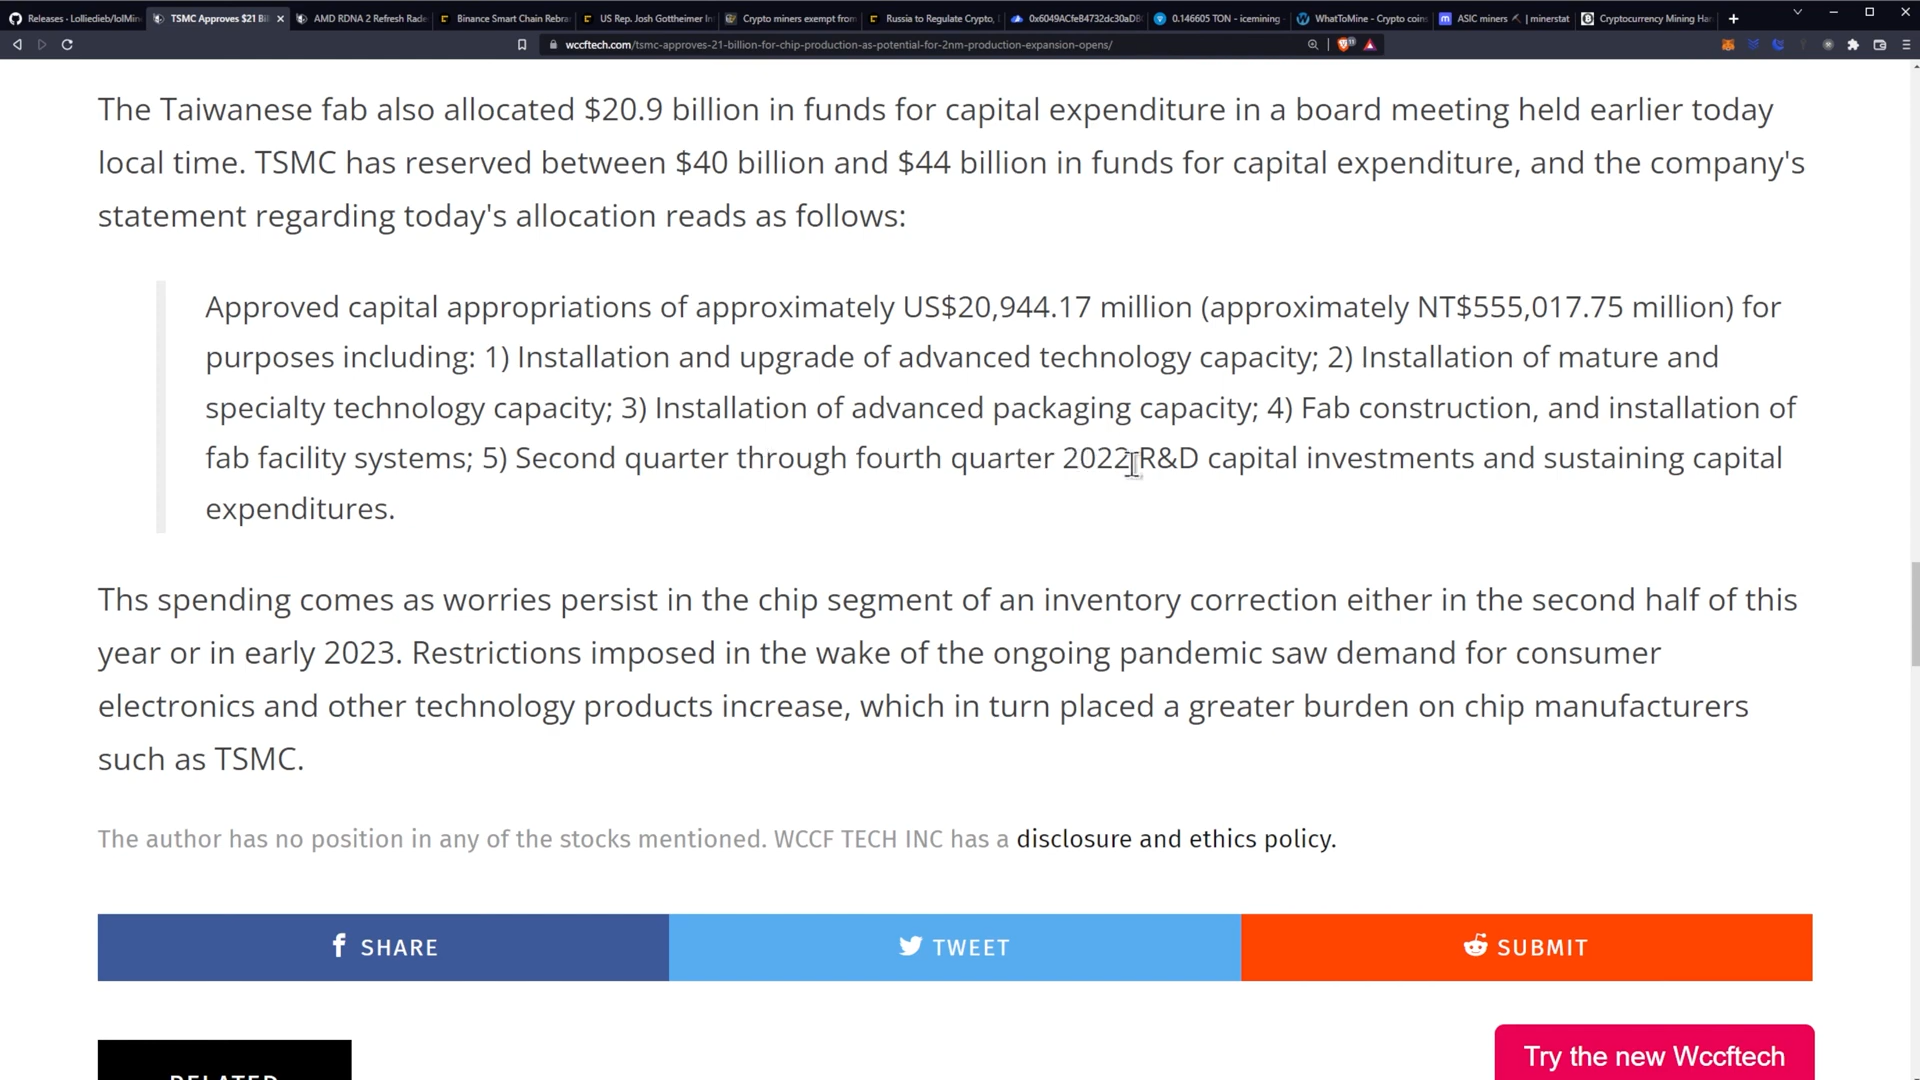 Releases · Lolliedieb/lolMin
TSMC Approves $21 Bil
AMD RDNA 2 Refresh Rade
Binance Smart Chain Rebra
US Rep. Josh Gottheimer In
Crypto miners exempt from
Russia to Regulate Crypto,
0x6049ACfeB4732dc30aDB
0.146605 TON - icemining
WhatToMine - Crypto coins
ASIC miners | minerstat
Cryptocurrency Mining Har
wccftech.com/tsmc-approves-21-billion-for-chip-production-as-potential-for-2nm-production-expansion-opens/
The Taiwanese fab also allocated $20.9 billion in funds for capital expenditure in a board meeting held earlier today
local time. TSMC has reserved between $40 billion and $44 billion in funds for capital expenditure, and the company's
statement regarding today's allocation reads as follows:
Approved capital appropriations of approximately US$20,944.17 million (approximately NT$555,017.75 million) for
purposes including: 1) Installation and upgrade of advanced technology capacity; 2) Installation of mature and
specialty technology capacity; 3) Installation of advanced packaging capacity; 4) Fab construction, and installation of
fab facility systems; 5) Second quarter through fourth quarter 2022 R&D capital investments and sustaining capital
expenditures.
Ths spending comes as worries persist in the chip segment of an inventory correction either in the second half of this
year or in early 2023. Restrictions imposed in the wake of the ongoing pandemic saw demand for consumer
electronics and other technology products increase, which in turn placed a greater burden on chip manufacturers
such as TSMC.
The author has no position in any of the stocks mentioned. WCCF TECH INC has a disclosure and ethics policy.
SHARE
TWEET
SUBMIT
Try the new Wccftech
RELATED